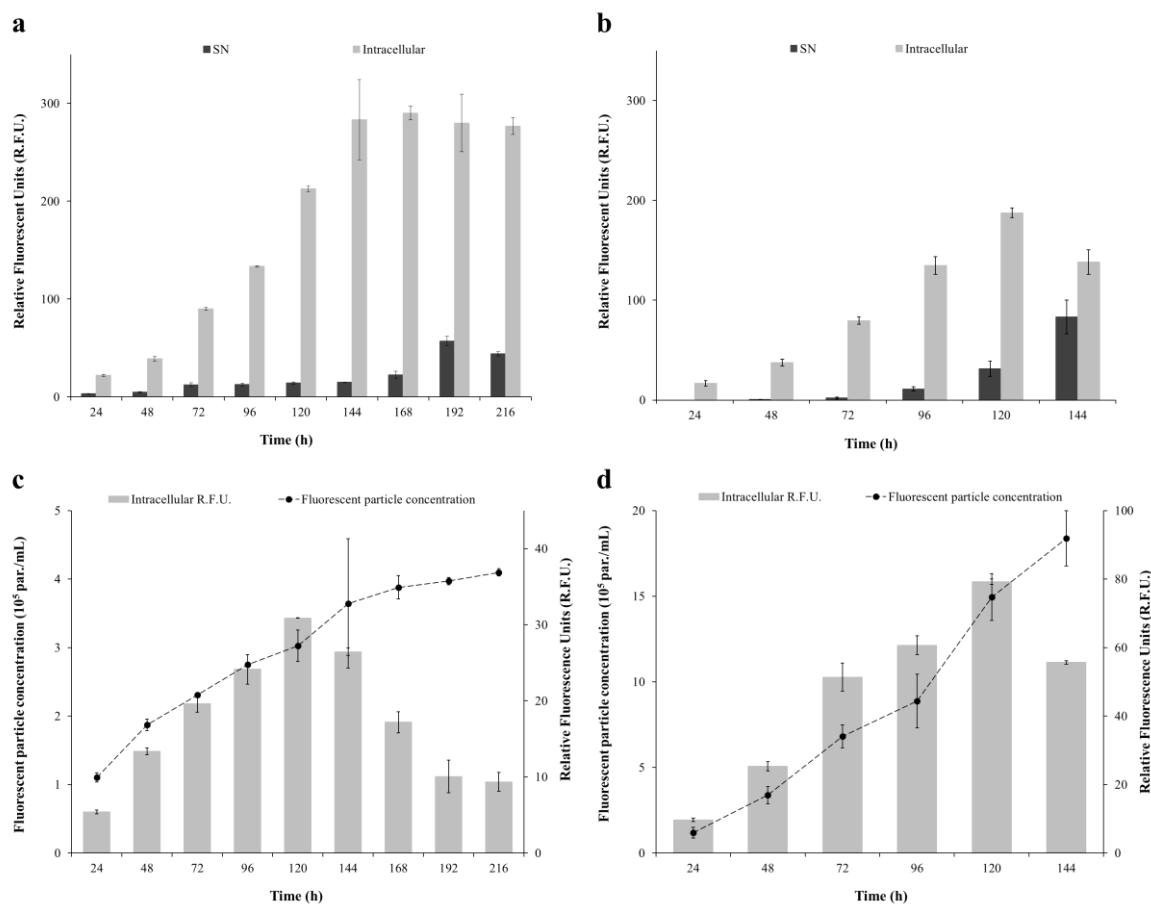 a
SN Intracellular
Relative Fluorescent Units (R.F.U.)
300
200
100
0
24 48 72 96 120 144 168 192 216
Time (h)
b
SN Intracellular
Relative Fluorescent Units (R.F.U.)
300
200
100
0
24 48 72 96 120 144
Time (h)
c
Intracellular R.F.U. Fluorescent particle concentration
Fluorescent particle concentration (10⁵ par./mL)
5
4
3
2
1
0
40
30
20
10
0
Relative Fluorescence Units (R.F.U.)
24 48 72 96 120 144 168 192 216
Time (h)
d
Intracellular R.F.U. Fluorescent particle concentration
Fluorescent particle concentration (10⁵ par./mL)
20
15
10
5
0
100
80
60
40
20
0
Relative Fluorescence Units (R.F.U.)
24 48 72 96 120 144
Time (h)